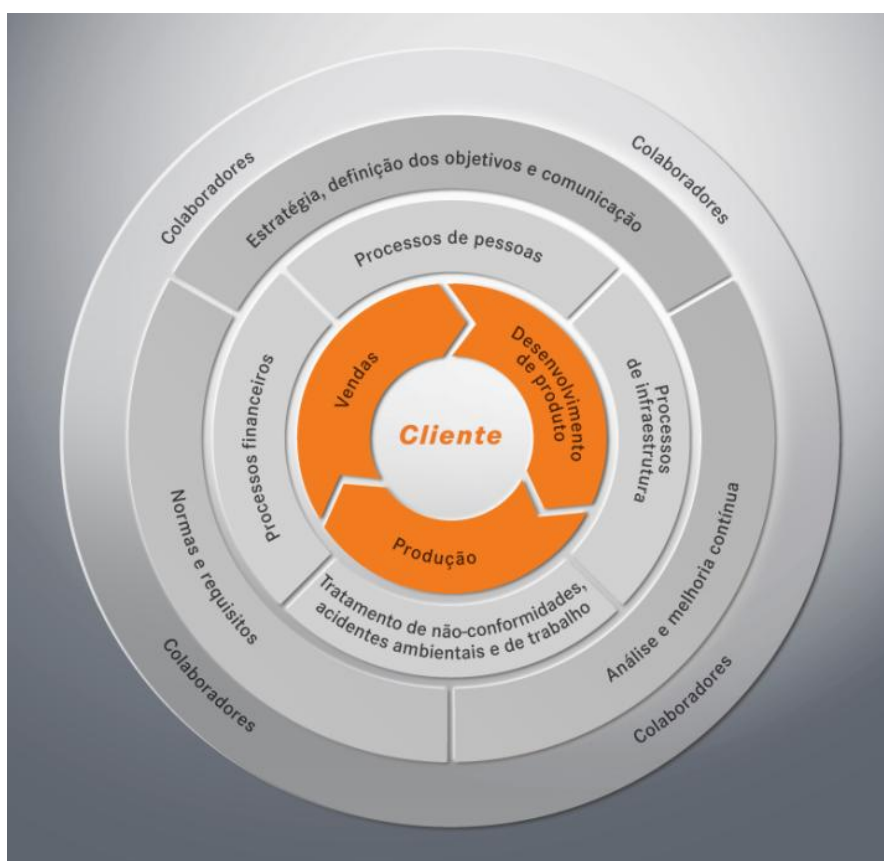 Colaboradores
Colaboradores
Estratégia, definição dos objetivos e comunicação
Processos de pessoas
Vendas
Desenvolvimento
de produto
Processos
de infraestrutura
Processos financeiros
Cliente
Produção
Normas e requisitos
Análise e melhoria contínua
Tratamento de não-conformidades,
acidentes ambientais e de trabalho
Colaboradores
Colaboradores